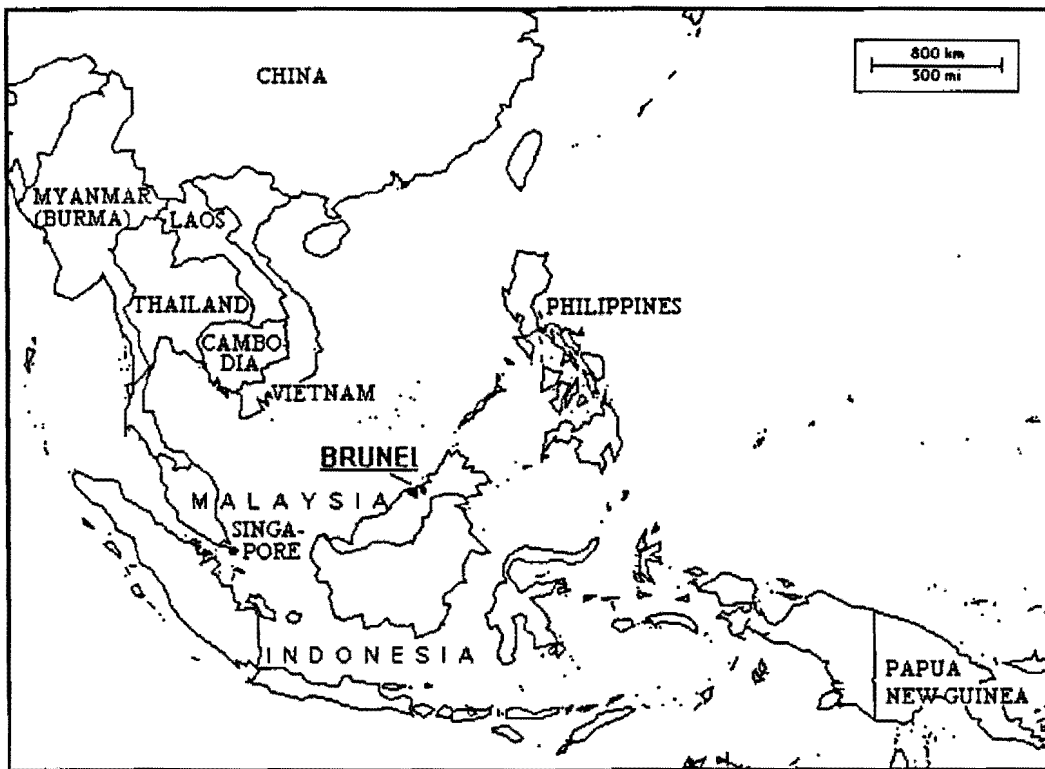 800 km
500 mi
CHINA
MYANMAR
(BURMA)
LAOS
THAILAND
PHILIPPINES
CAMBO-
DIA
VIETNAM
BRUNEI
MALAYSIA
SINGA-
PORE
INDONESIA
PAPUA
NEW GUINEA